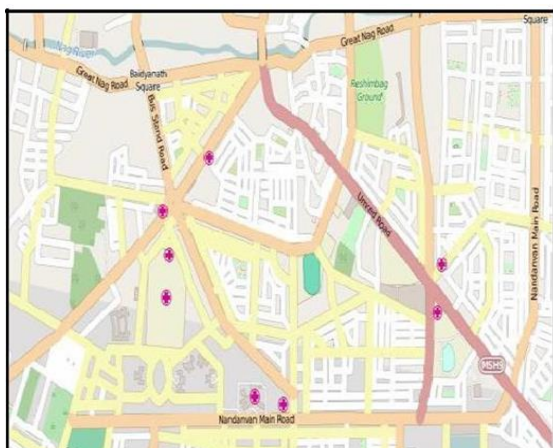 Nag River
Great Nag Road
Square
Great Nag Road
Baidyanath
Square
Reshimbag
Ground
Bus Stand Road
Umred Road
Nandanvan Main Road
MSH9
Nandanvan Main Road